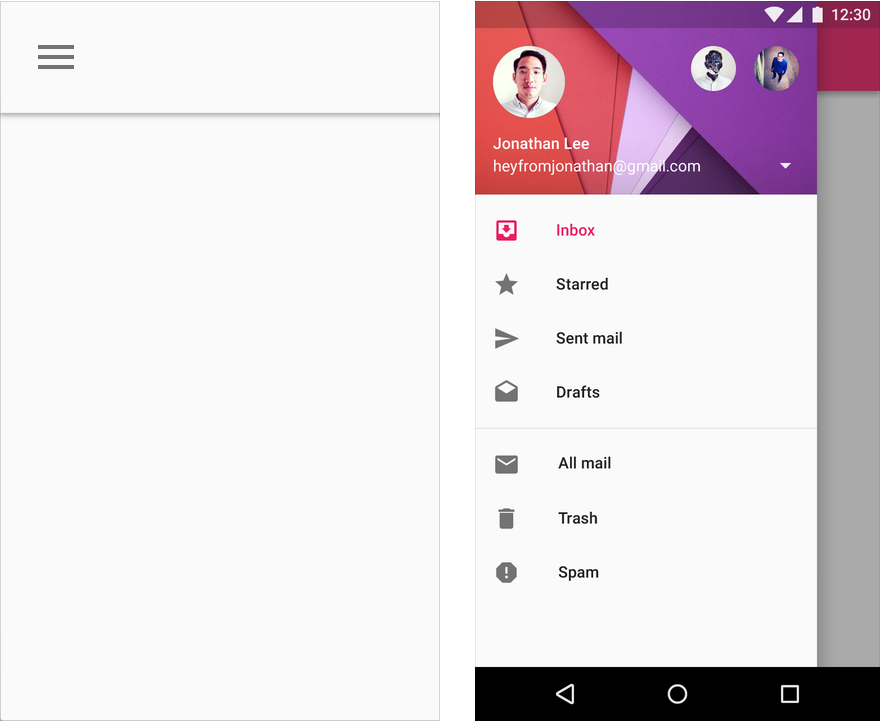 12:30
Jonathan Lee
heyfromjonathan@gmail.com
Inbox
Starred
Sent mail
Drafts
All mail
Trash
Spam